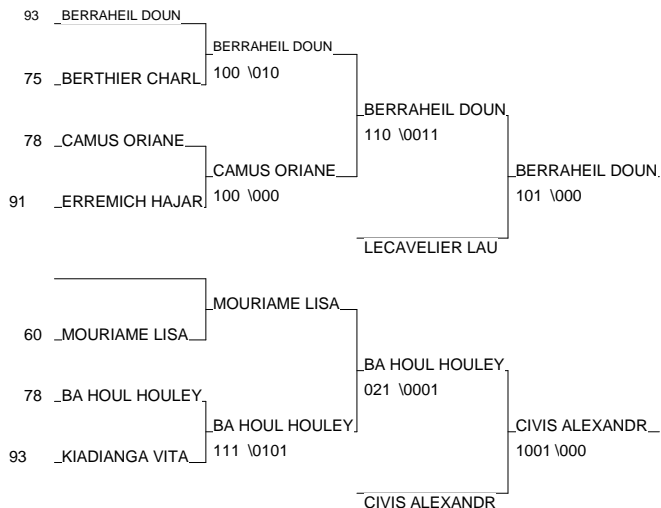 93 BERRAHEIL DOUN
BERRAHEIL DOUN
100 \010
75 BERTHIER CHARL
BERRAHEIL DOUN
110 \0011
78 CAMUS ORIANE
CAMUS ORIANE
100 \000
BERRAHEIL DOUN
101 \000
91 ERREMICH HAJAR
LECAVELIER LAU
MOURIAME LISA
60 MOURIAME LISA
BA HOUL HOULEY
021 \0001
78 BA HOUL HOULEY
BA HOUL HOULEY
111 \0101
CIVIS ALEXANDR
1001 \000
93 KIADIANGA VITA
CIVIS ALEXANDR